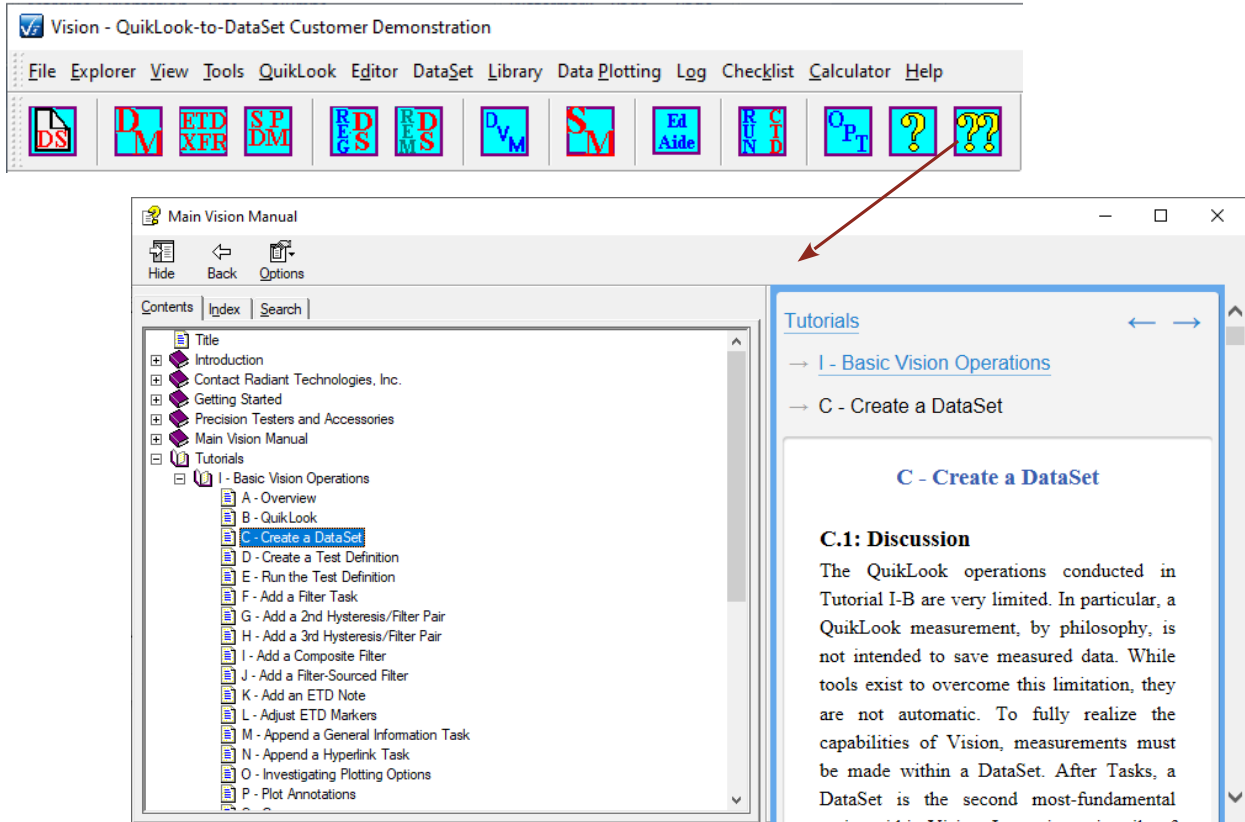 Vision - QuikLook-to-DataSet Customer Demonstration
File Explorer View Tools QuikLook Editor DataSet Library Data Plotting Log Checklist Calculator Help
DS DM ETD XFR SP DM REG DS REM DS DVM SM Ed Aide RUN CTD OPT ? ??
Main Vision Manual
Hide Back Options
Contents Index Search
Title
Introduction
Contact Radiant Technologies, Inc.
Getting Started
Precision Testers and Accessories
Main Vision Manual
Tutorials
I - Basic Vision Operations
A - Overview
B - QuikLook
C - Create a DataSet
D - Create a Test Definition
E - Run the Test Definition
F - Add a Filter Task
G - Add a 2nd Hysteresis/Filter Pair
H - Add a 3rd Hysteresis/Filter Pair
I - Add a Composite Filter
J - Add a Filter-Sourced Filter
K - Add an ETD Note
L - Adjust ETD Markers
M - Append a General Information Task
N - Append a Hyperlink Task
O - Investigating Plotting Options
P - Plot Annotations
Tutorials ← →
→ I - Basic Vision Operations
→ C - Create a DataSet
C - Create a DataSet
C.1: Discussion
The QuikLook operations conducted in
Tutorial I-B are very limited. In particular, a
QuikLook measurement, by philosophy, is
not intended to save measured data. While
tools exist to overcome this limitation, they
are not automatic. To fully realize the
capabilities of Vision, measurements must
be made within a DataSet. After Tasks, a
DataSet is the second most-fundamental